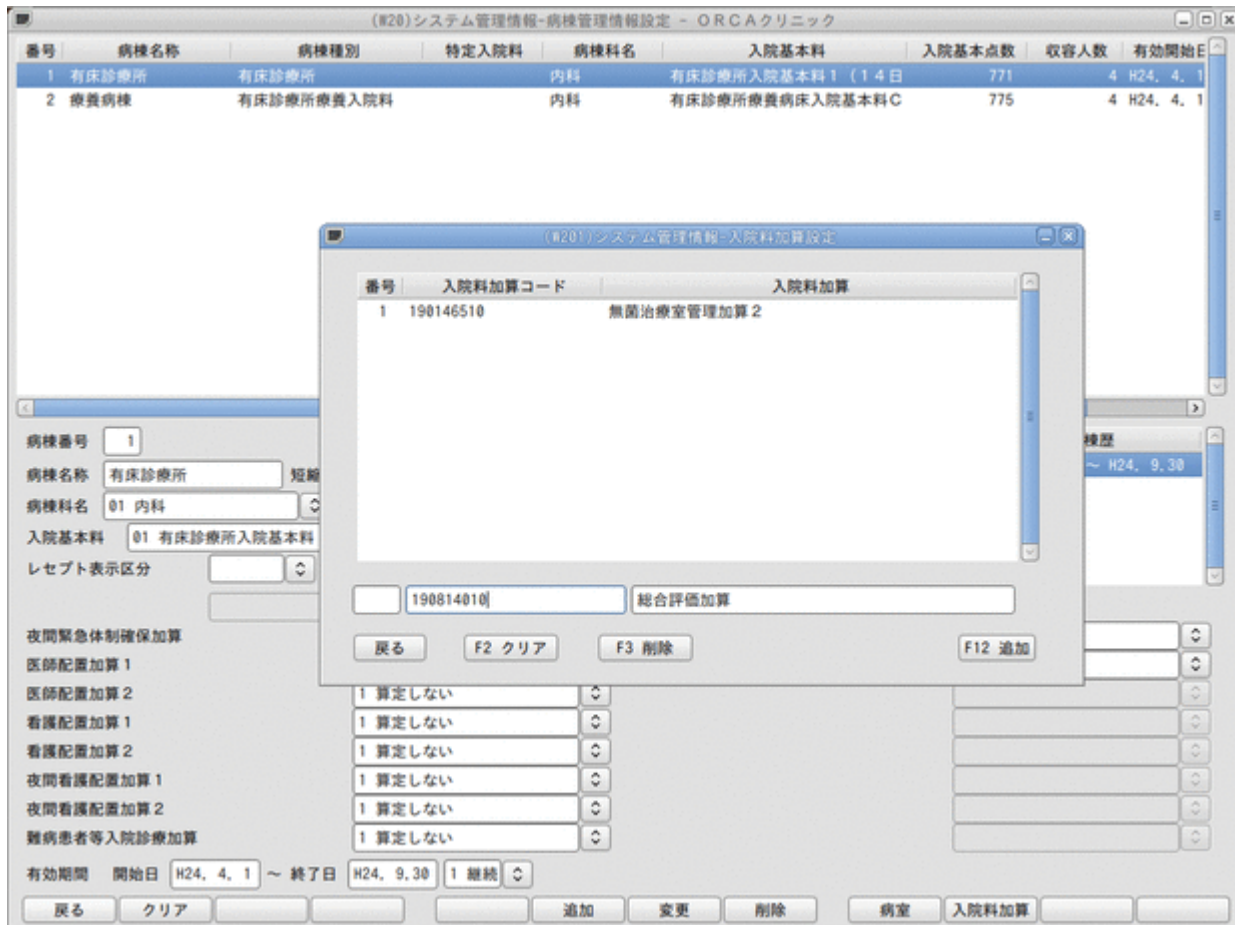 (W20)システム管理情報-病棟管理情報設定 - ORCAクリニック
番号 病棟名称 病棟種別 特定入院料 病棟科名 入院基本料 入院基本点数 収容人数 有効開始日
1 有床診療所 有床診療所 内科 有床診療所入院基本料1(14日 771 4 H24. 4. 1
2 療養病棟 有床診療所療養入院料 内科 有床診療所療養病床入院基本料C 775 4 H24. 4. 1
(W201)システム管理情報-入院料加算設定
番号 入院料加算コード 入院料加算
1 190146510 無菌治療室管理加算2
190814010 総合評価加算
戻る F2 クリア F3 削除 F12 追加
病棟番号 1 棟歴
病棟名称 有床診療所 短縮 ~ H24. 9.30
病棟科名 01 内科
入院基本料 01 有床診療所入院基本料
レセプト表示区分
夜間緊急体制確保加算
医師配置加算1
医師配置加算2 1 算定しない
看護配置加算1 1 算定しない
看護配置加算2 1 算定しない
夜間看護配置加算1 1 算定しない
夜間看護配置加算2 1 算定しない
難病患者等入院診療加算 1 算定しない
有効期間 開始日 H24. 4. 1 ~ 終了日 H24. 9.30 1 継続
戻る クリア 追加 変更 削除 病室 入院料加算